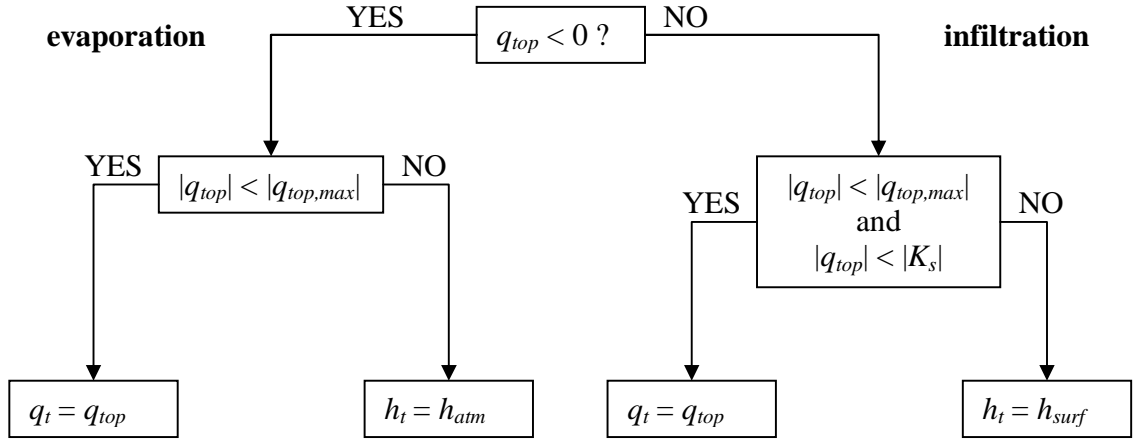 YES
NO
evaporation
q_top < 0 ?
infiltration
YES
|q_top| < |q_top,max|
NO
YES
|q_top| < |q_top,max|
and
|q_top| < |K_s|
NO
q_t = q_top
h_t = h_atm
q_t = q_top
h_t = h_surf